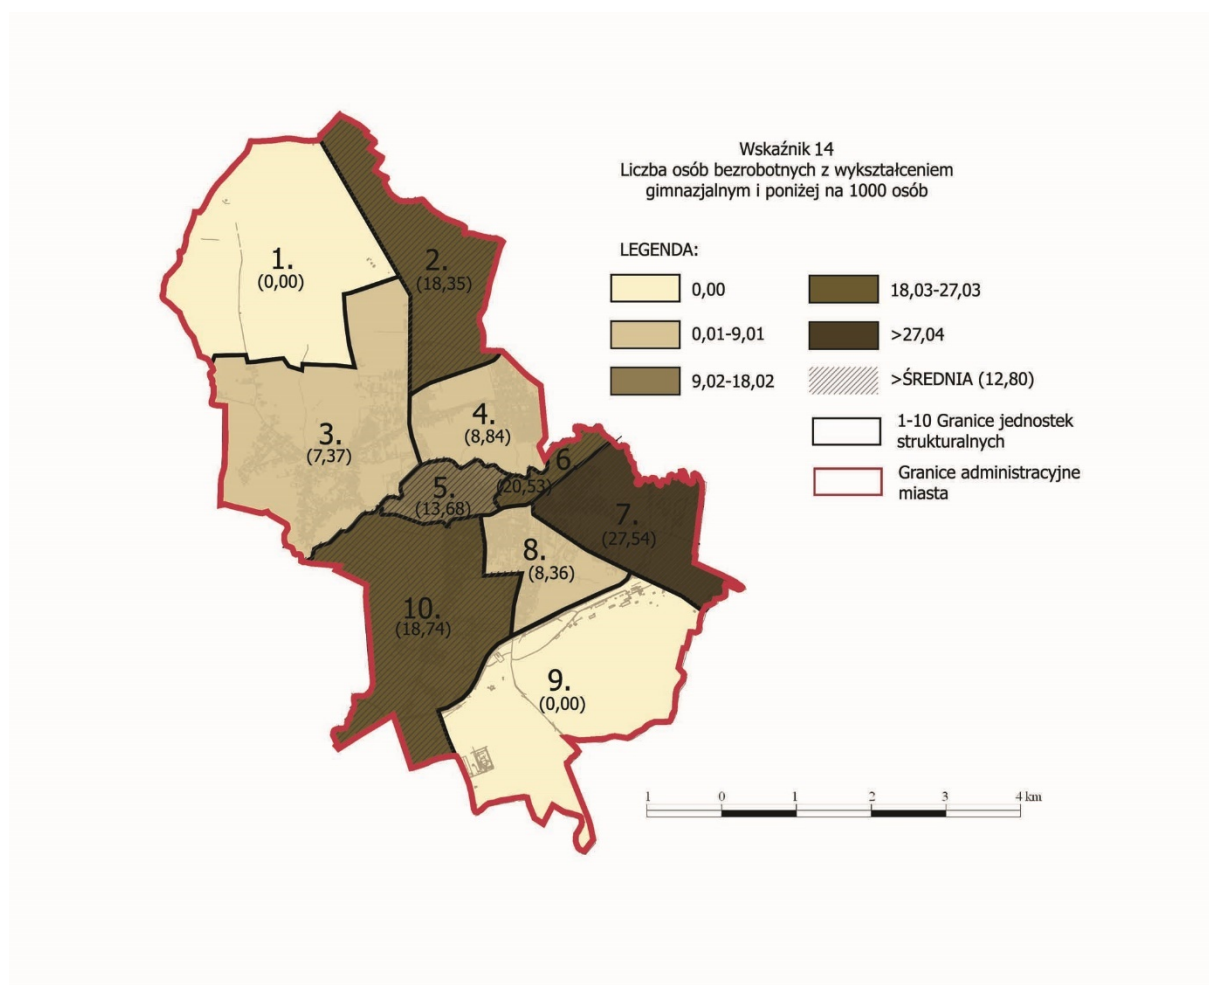 Wskaźnik 14
Liczba osób bezrobotnych z wykształceniem
gimnazjalnym i poniżej na 1000 osób
LEGENDA:
0,00
0,01-9,01
9,02-18,02
18,03-27,03
>27,04
>ŚREDNIA (12,80)
1-10 Granice jednostek
strukturalnych
Granice administracyjne
miasta
1.
(0,00)
2.
(18,35)
3.
(7,37)
4.
(8,84)
5.
(13,68)
6.
(20,53)
7.
(27,54)
8.
(8,36)
9.
(0,00)
10.
(18,74)
1 0 1 2 3 4 km